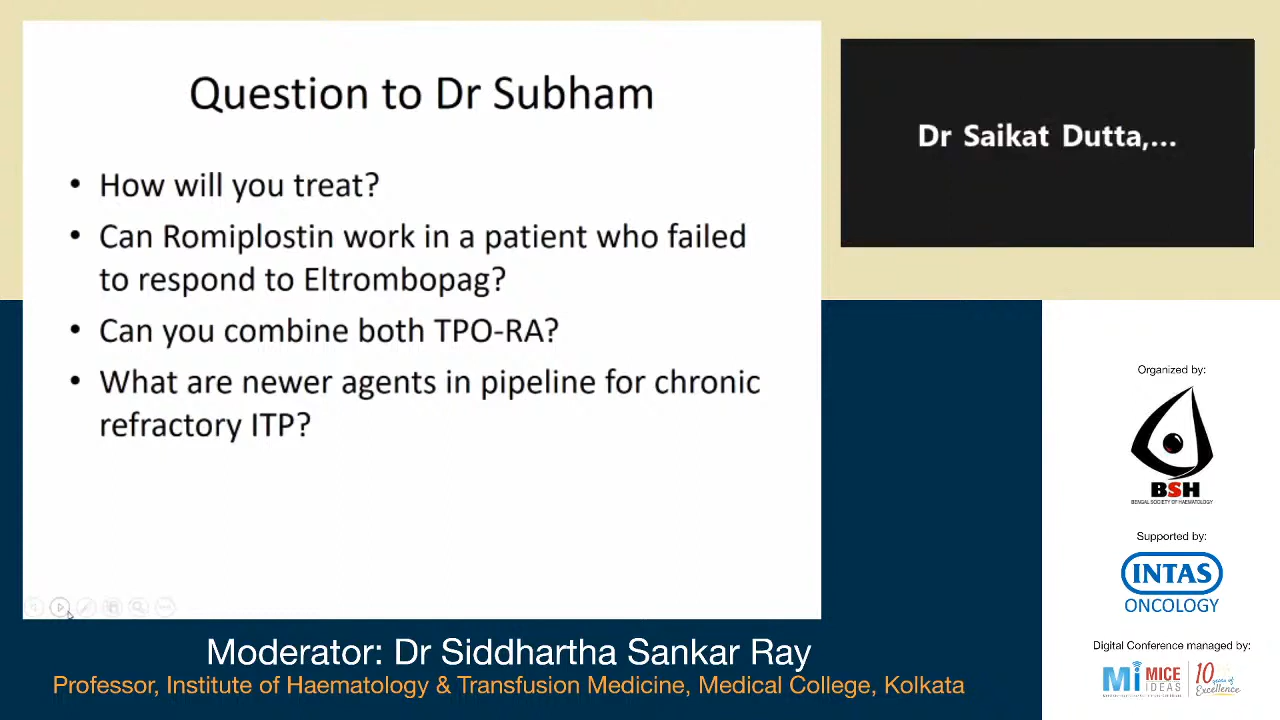 Question to Dr Subham
• How will you treat?
• Can Romiplostin work in a patient who failed
to respond to Eltrombopag?
• Can you combine both TPO-RA?
• What are newer agents in pipeline for chronic
refractory ITP?
Dr Saikat Dutta,...
Organized by:
BSH
BENGAL SOCIETY OF HAEMATOLOGY
Supported by:
INTAS
ONCOLOGY
Digital Conference managed by:
Mi MICE
IDEAS
10 years of
Excellence
Moderator: Dr Siddhartha Sankar Ray
Professor, Institute of Haematology & Transfusion Medicine, Medical College, Kolkata